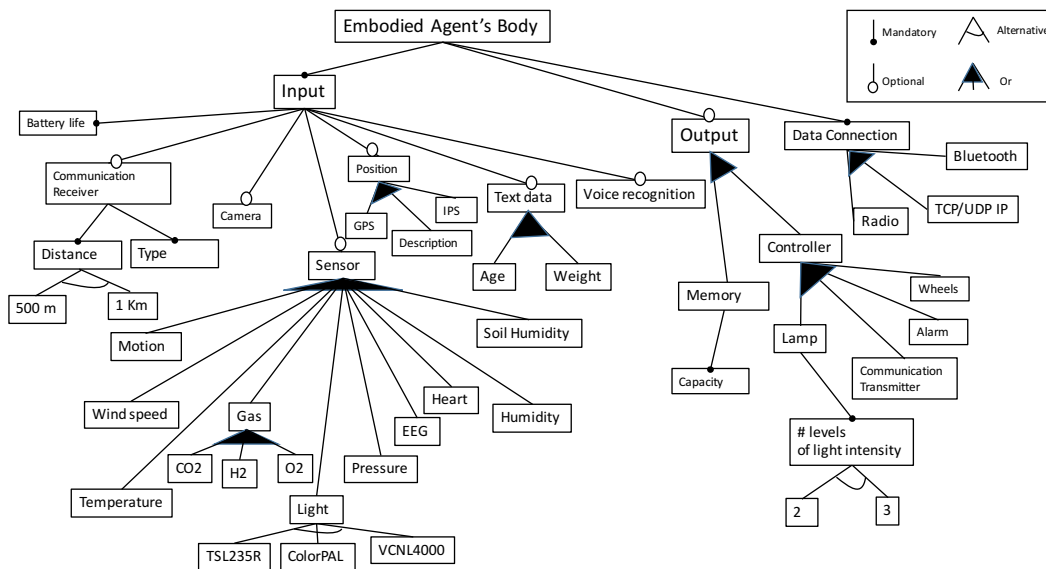 Embodied Agent's Body
Mandatory
Alternative
Optional
Or
Input
Battery life
Output
Data Connection
Bluetooth
Communication
Receiver
Position
Camera
Text data
Voice recognition
IPS
GPS
Description
Radio
TCP/UDP IP
Distance
Type
Sensor
Controller
Age
Weight
500 m
1 Km
Wheels
Memory
Motion
Soil Humidity
Lamp
Alarm
Communication
Transmitter
Capacity
Wind speed
Gas
Heart
Humidity
EEG
# levels
of light intensity
CO2
H2
O2
Pressure
Temperature
Light
2
3
TSL235R
ColorPAL
VCNL4000